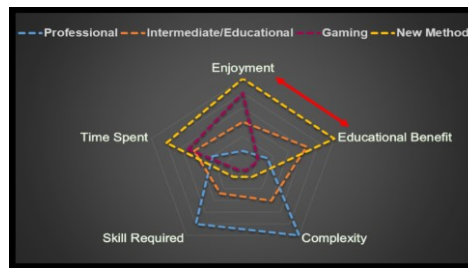 Professional Intermediate/Educational Gaming New Method
Enjoyment
Time Spent Educational Benefit
Skill Required Complexity